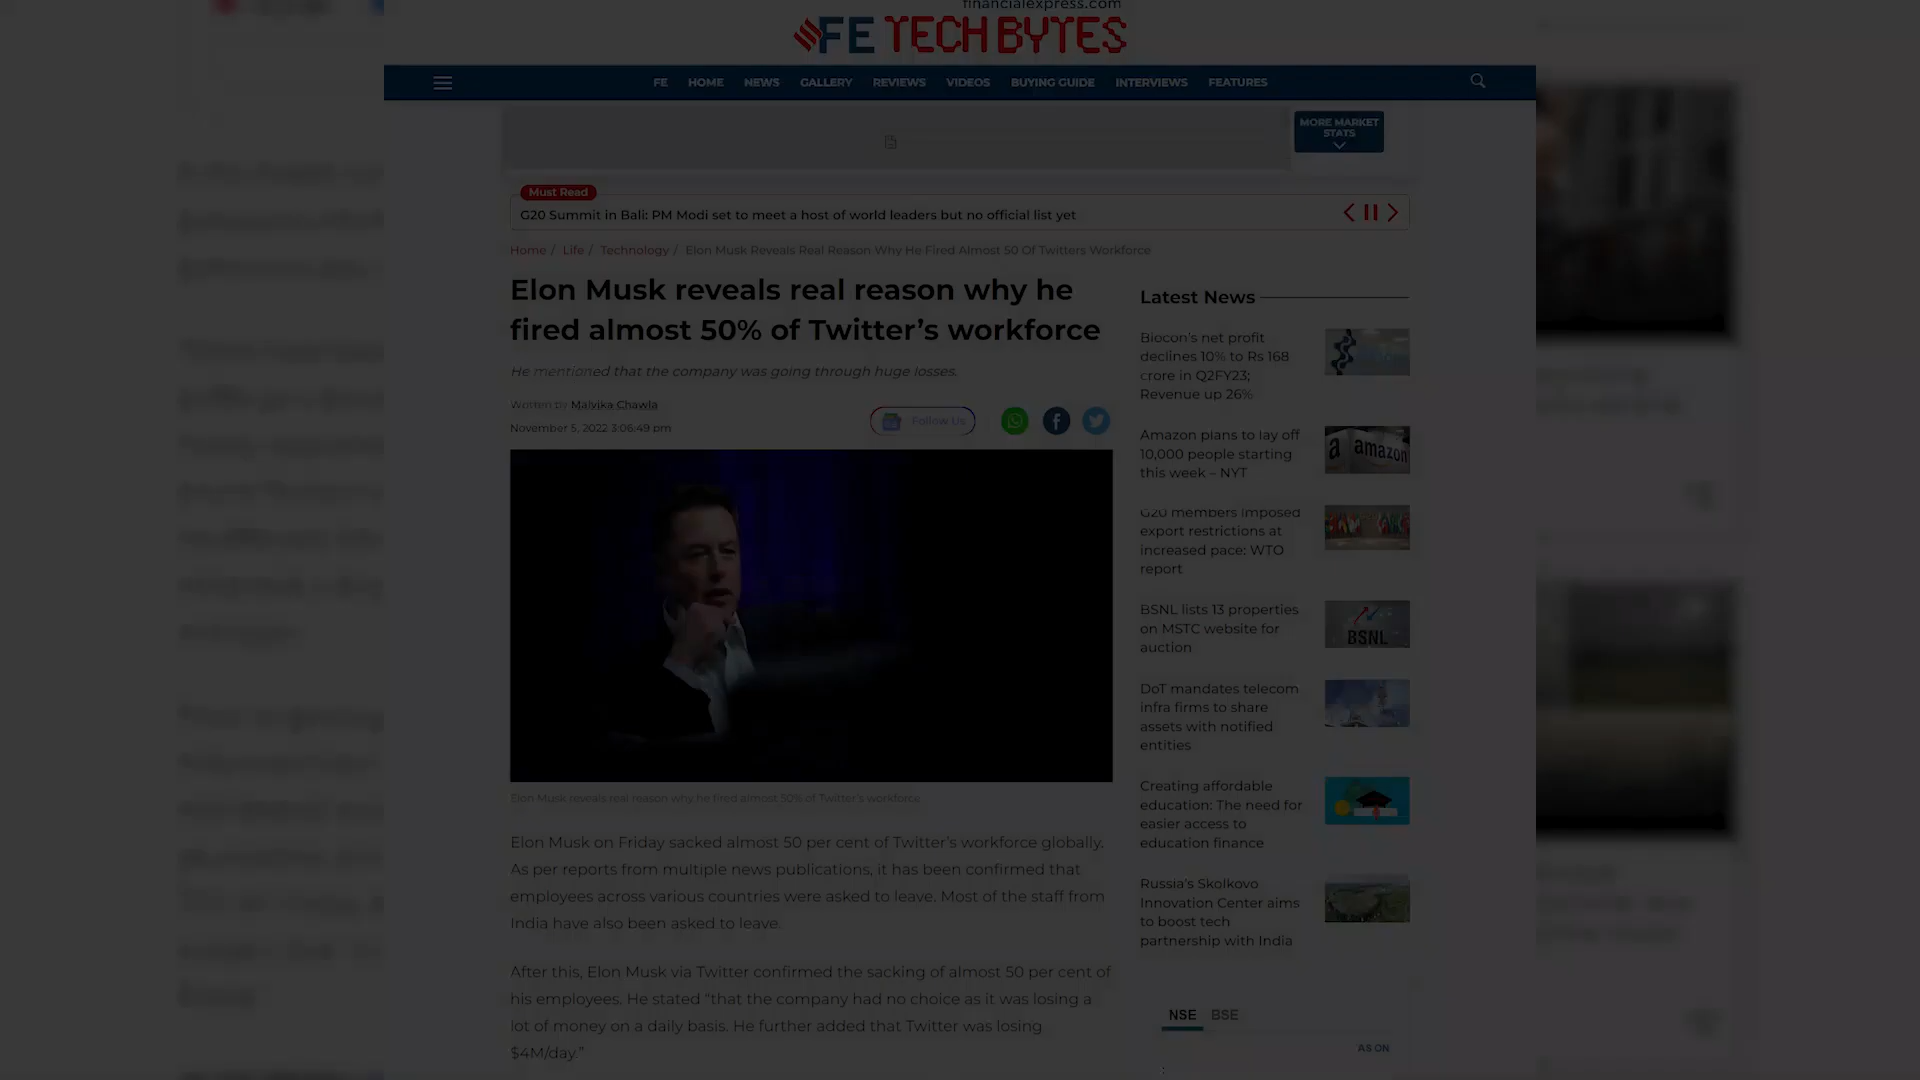 financialexpress.com
FE TECH BYTES
FE HOME NEWS GALLERY REVIEWS VIDEOS BUYING GUIDE INTERVIEWS FEATURES
MORE MARKET
STATS
Must Read
G20 Summit in Bali: PM Modi set to meet a host of world leaders but no official list yet
Home / Life / Technology / Elon Musk Reveals Real Reason Why He Fired Almost 50 Of Twitters Workforce
Elon Musk reveals real reason why he
fired almost 50% of Twitter's workforce
He mentioned that the company was going through huge losses.
Written by Malvika Chawla
November 5, 2022 3:06:49 pm
Follow Us
Elon Musk reveals real reason why he fired almost 50% of Twitter's workforce
Elon Musk on Friday sacked almost 50 per cent of Twitter's workforce globally.
As per reports from multiple news publications, it has been confirmed that
employees across various countries were asked to leave. Most of the staff from
India have also been asked to leave.
After this, Elon Musk via Twitter confirmed the sacking of almost 50 per cent of
his employees. He stated “that the company had no choice as it was losing a
lot of money on a daily basis. He further added that Twitter was losing
$4M/day.”
Latest News
Biocon's net profit
declines 10% to Rs 168
crore in Q2FY23;
Revenue up 26%
Amazon plans to lay off
10,000 people starting
this week – NYT
a amazon
G20 members imposed
export restrictions at
increased pace: WTO
report
BSNL lists 13 properties
on MSTC website for
auction
BSNL
DoT mandates telecom
infra firms to share
assets with notified
entities
Creating affordable
education: The need for
easier access to
education finance
Russia's Skolkovo
Innovation Center aims
to boost tech
partnership with India
NSE BSE
AS ON